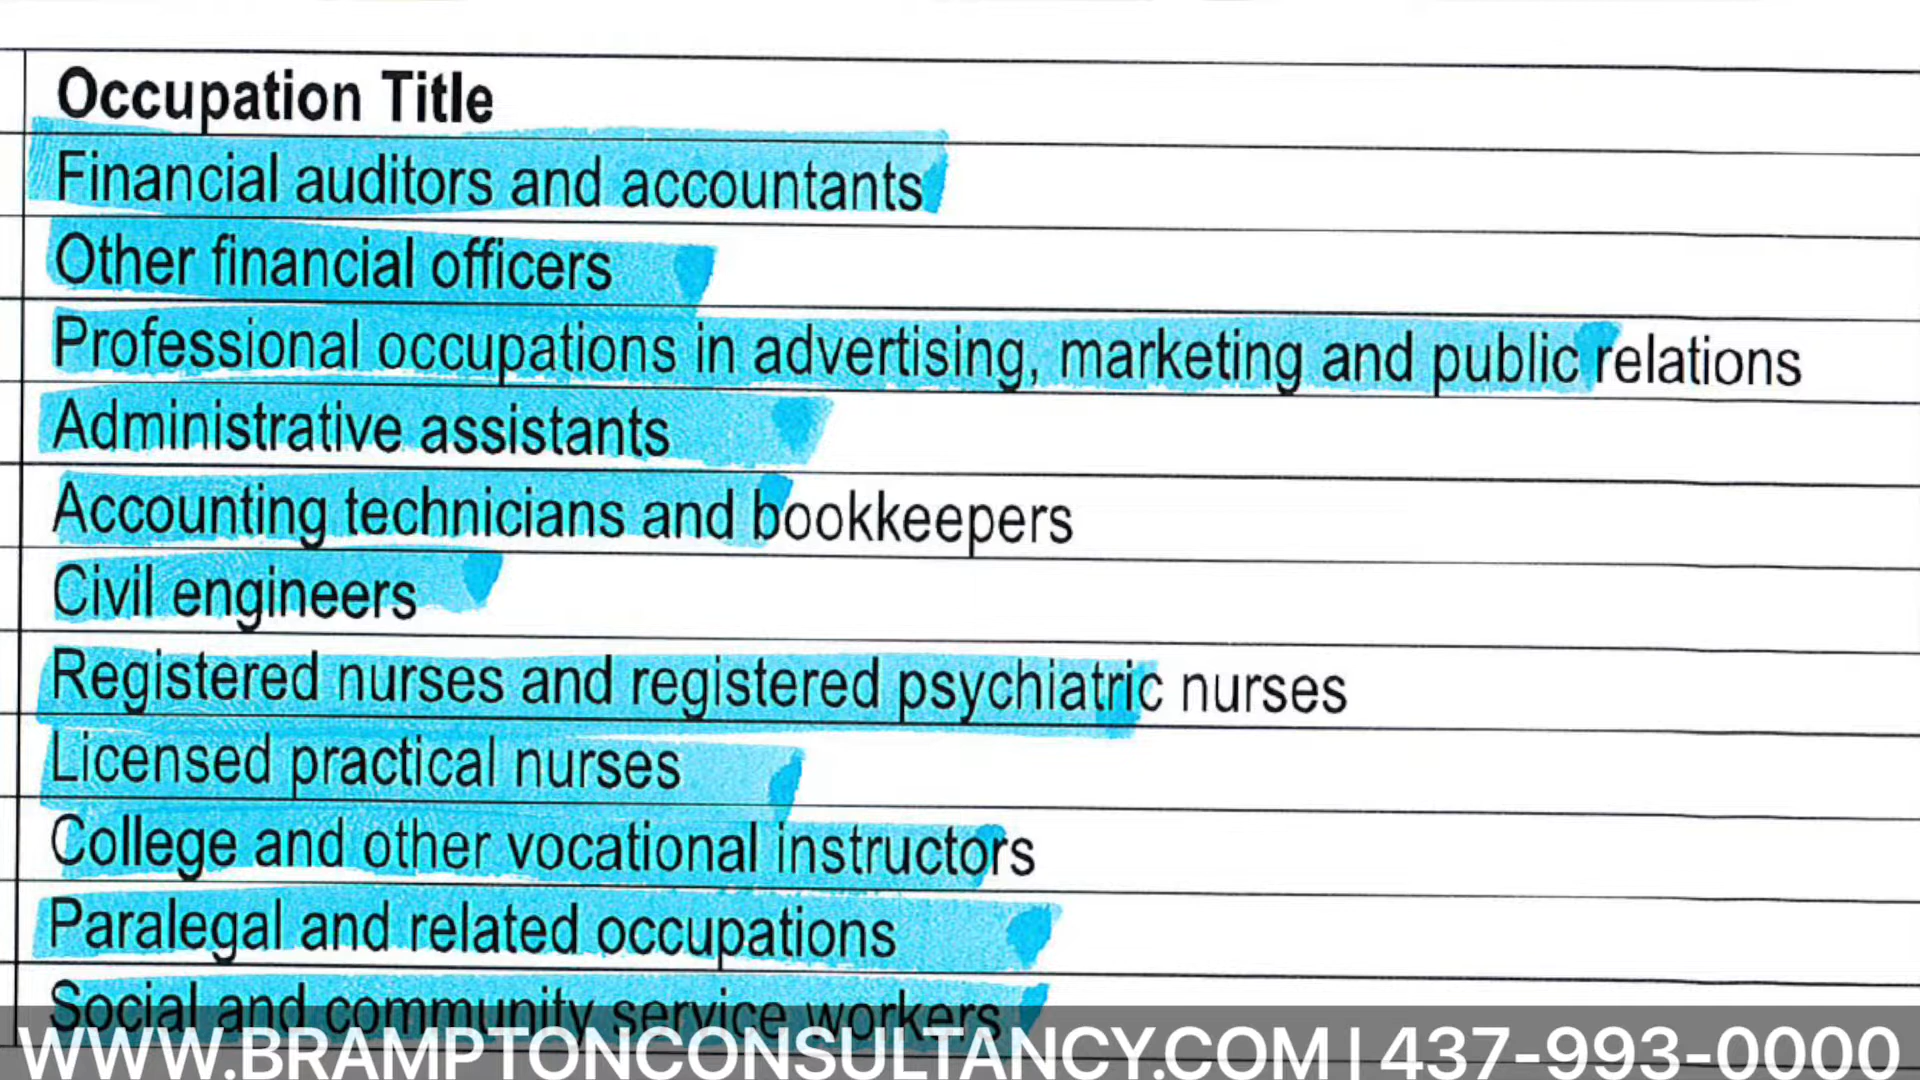 Occupation Title
Financial auditors and accountants
Other financial officers
Professional occupations in advertising, marketing and public relations
Administrative assistants
Accounting technicians and bookkeepers
Civil engineers
Registered nurses and registered psychiatric nurses
Licensed practical nurses
College and other vocational instructors
Paralegal and related occupations
Social and community service workers
WWW.BRAMPTONCONSULTANCY.COM | 437-993-0000